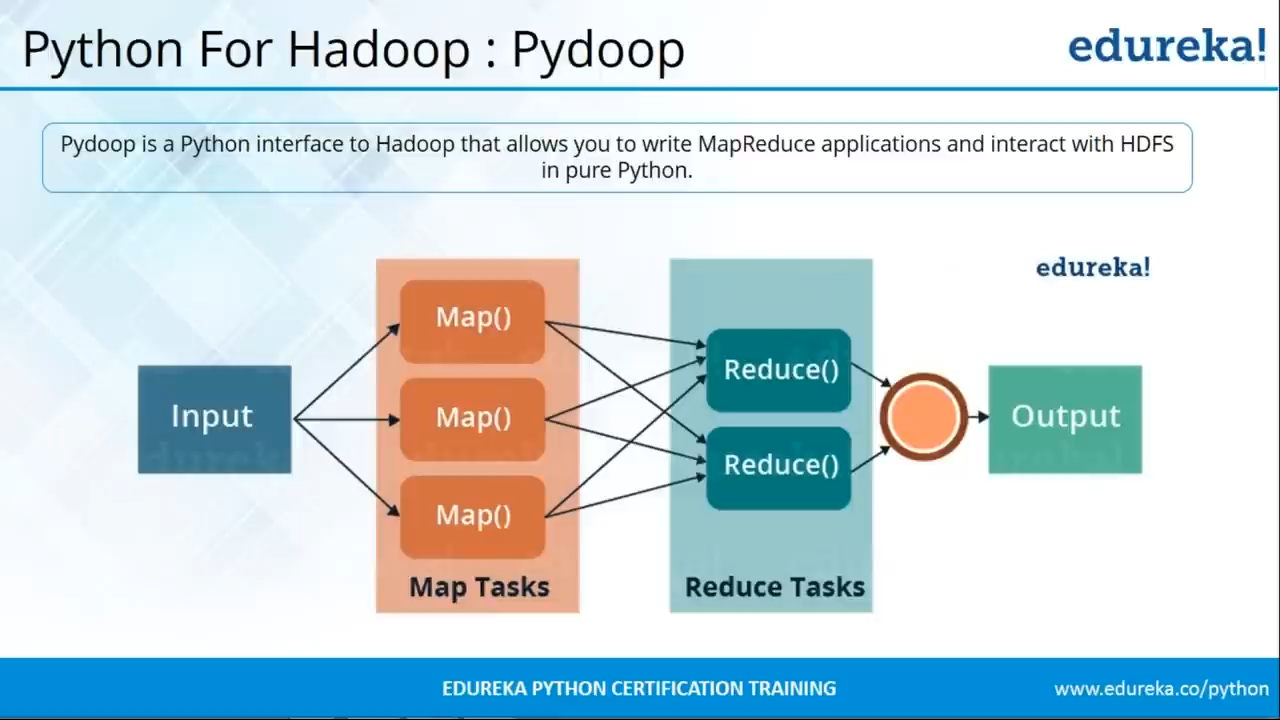 Python For Hadoop : Pydoop
edureka!
Pydoop is a Python interface to Hadoop that allows you to write MapReduce applications and interact with HDFS
in pure Python.
edureka!
Map()
Reduce()
Input
Map()
Output
Reduce()
Map()
Map Tasks
Reduce Tasks
EDUREKA PYTHON CERTIFICATION TRAINING
www.edureka.co/python